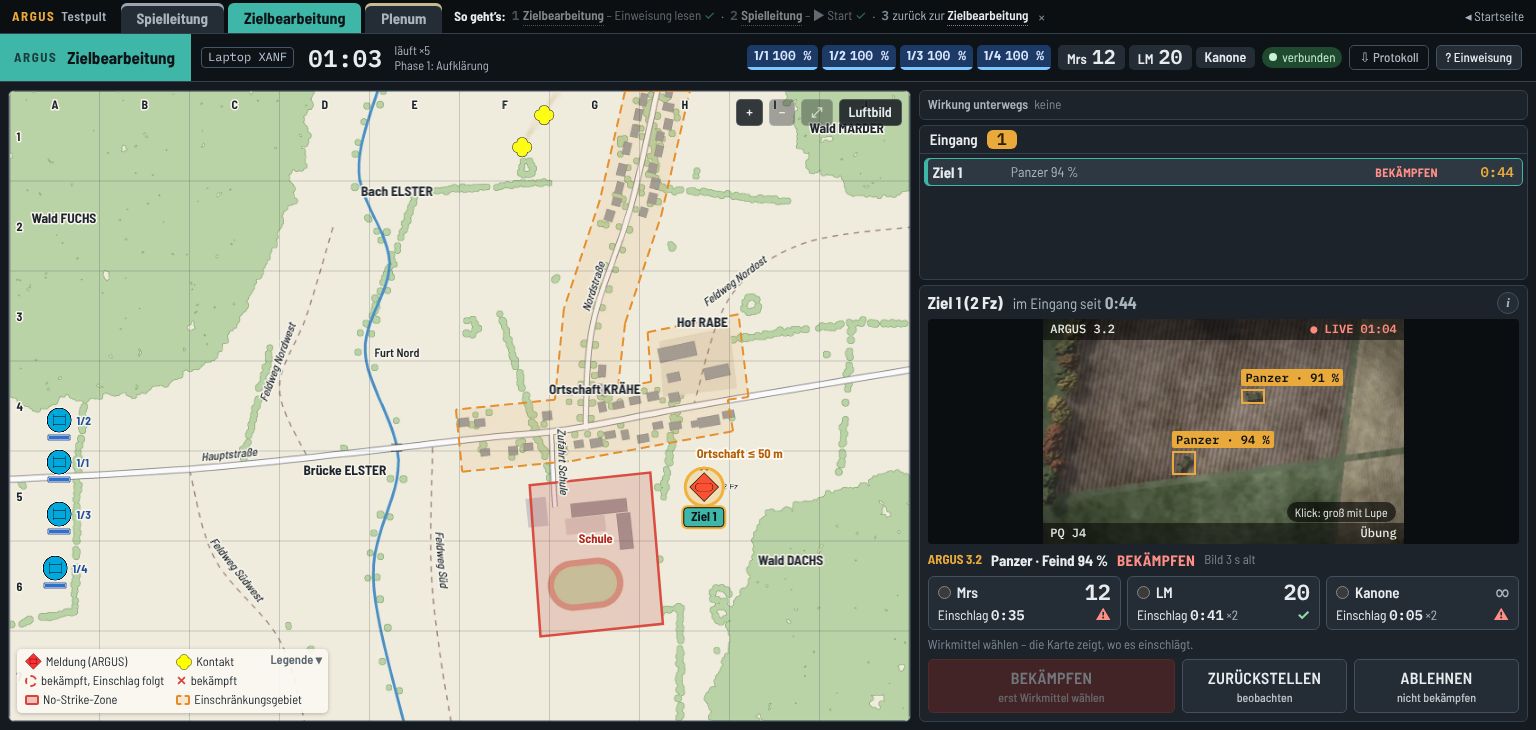 ARGUS Testpult Spielleitung Zielbearbeitung Plenum So geht's: 1 Zielbearbeitung – Einweisung lesen ✓ · 2 Spielleitung – ▶ Start ✓ · 3 zurück zur Zielbearbeitung × ◂ Startseite
ARGUS Zielbearbeitung Laptop XANF 01:03 läuft ×5
Phase 1: Aufklärung
1/1 100 % 1/2 100 % 1/3 100 % 1/4 100 % Mrs 12 LM 20 Kanone verbunden ⇩ Protokoll ? Einweisung
A B C D E F G H I
+ − ⤢ Luftbild
1
2
3
4
5
6
Wald MARDER
Bach ELSTER
Wald FUCHS
Nordstraße
Feldweg Nordost
Hof RABE
Feldweg Nordwest
Furt Nord
Ortschaft KRÄHE
1/2
1/1
1/3
1/4
Hauptstraße
Brücke ELSTER
Zufahrt Schule
Ortschaft ≤ 50 m
2 Fz
Ziel 1
Schule
Feldweg Südwest
Feldweg Süd
Wald DACHS
Meldung (ARGUS) Kontakt Legende ▾
bekämpft, Einschlag folgt bekämpft
No-Strike-Zone Einschränkungsgebiet
Wirkung unterwegs keine
Eingang 1
Ziel 1 Panzer 94 % BEKÄMPFEN 0:44
Ziel 1 (2 Fz) im Eingang seit 0:44 i
ARGUS 3.2 ● LIVE 01:04
Panzer · 91 %
Panzer · 94 %
Klick: groß mit Lupe
PQ J4 Übung
ARGUS 3.2 Panzer · Feind 94 % BEKÄMPFEN Bild 3 s alt
Mrs 12 LM 20 Kanone ∞
Einschlag 0:35 Einschlag 0:41 ×2 ✓ Einschlag 0:05 ×2
Wirkmittel wählen – die Karte zeigt, wo es einschlägt.
BEKÄMPFEN ZURÜCKSTELLEN ABLEHNEN
erst Wirkmittel wählen beobachten nicht bekämpfen